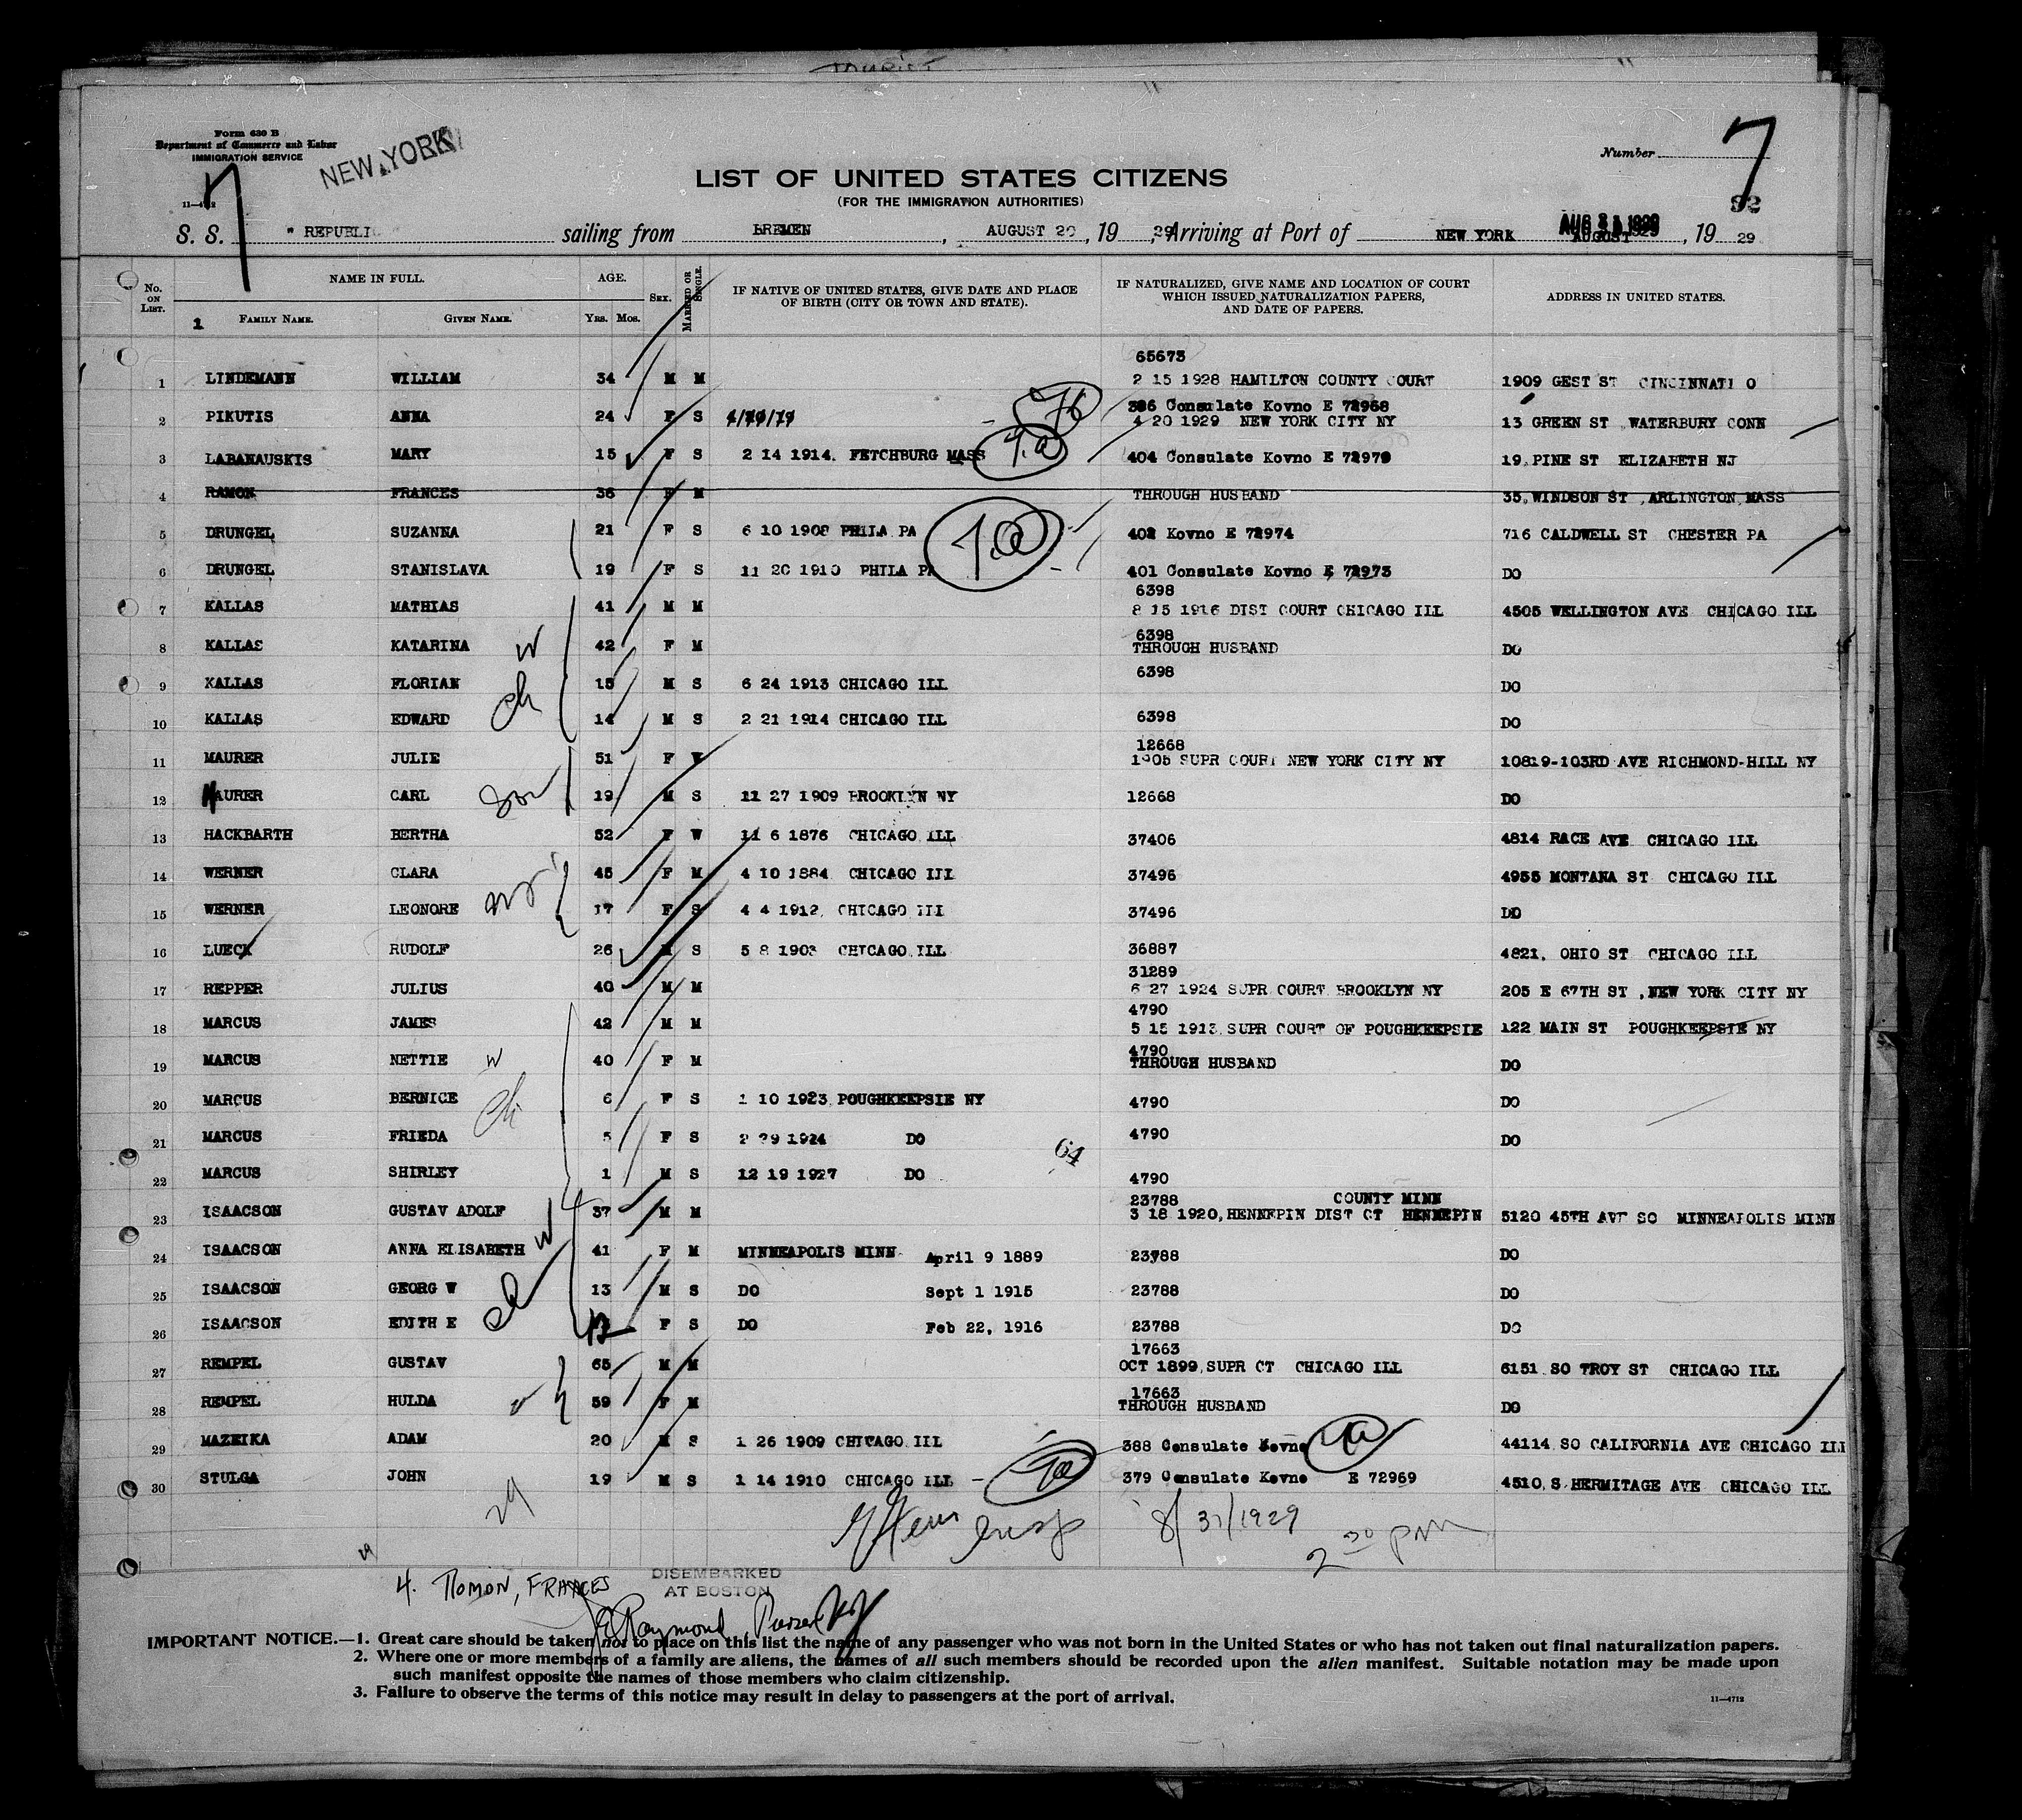 TOURIST
Form 630 B
Department of Commerce and Labor
IMMIGRATION SERVICE
NEW YORK
7
Number 7
LIST OF UNITED STATES CITIZENS
(FOR THE IMMIGRATION AUTHORITIES)
92
S. S. " REPUBLIC sailing from BREMEN, AUGUST 20, 19 29, Arriving at Port of NEW YORK AUGUST, 19 29
No. ON LIST. NAME IN FULL. AGE. SEX. MARRIED OR SINGLE. IF NATIVE OF UNITED STATES, GIVE DATE AND PLACE OF BIRTH (CITY OR TOWN AND STATE). IF NATURALIZED, GIVE NAME AND LOCATION OF COURT WHICH ISSUED NATURALIZATION PAPERS, AND DATE OF PAPERS. ADDRESS IN UNITED STATES.
1 FAMILY NAME. GIVEN NAME. YRS. MOS.
65673
1 LINDEMANN WILLIAM 34 M M 2 15 1928 HAMILTON COUNTY COURT 1909 GEST ST CINCINNATI O
386 Consulate Kovno E 72968
2 PIKUTIS ANNA 24 F S 4 20 1929 NEW YORK CITY NY 13 GREEN ST WATERBURY CONN
3 LABANAUSKIS MARY 15 F S 2 14 1914. FETCHBURG MASS 404 Consulate Kovno E 72979 19, PINE ST ELIZABETH NJ
4 RAMON FRANCES 36 F M THROUGH HUSBAND 35, WINDSON ST, ARLINGTON, MASS
5 DRUNGEL SUZANNA 21 F S 6 10 1908 PHILA PA 402 Kovno E 72974 716 CALDWELL ST CHESTER PA
6 DRUNGEL STANISLAVA 19 F S 11 20 1910 PHILA PA 401 Consulate Kovno E 72973 DO
6398
7 KALLAS MATHIAS 41 M M 8 15 1916 DIST COURT CHICAGO ILL 4505 WELLINGTON AVE CHICAGO ILL
6398
8 KALLAS KATARINA W 42 F M THROUGH HUSBAND DO
9 KALLAS FLORIAN 15 M S 6 24 1913 CHICAGO ILL 6398 DO
ch
10 KALLAS EDWARD 14 M S 2 21 1914 CHICAGO ILL 6398 DO
12668
11 MAURER JULIE 51 F W 1905 SUPR COURT NEW YORK CITY NY 10819-103RD AVE RICHMOND-HILL NY
12 MAURER CARL Son 19 M S 11 27 1909 BROOKLYN NY 12668 DO
13 HACKBARTH BERTHA 52 F W 11 6 1876 CHICAGO ILL 37406 4814 RACE AVE CHICAGO ILL
14 WERNER CLARA 45 F M 4 10 1884 CHICAGO ILL 37496 4955 MONTANA ST CHICAGO ILL
15 WERNER LEONORE 17 F S 4 4 1912, CHICAGO ILL 37496 DO
16 LUECK RUDOLF 26 M S 5 8 1903 CHICAGO ILL 36887 4821, OHIO ST CHICAGO ILL
31289
17 REPPER JULIUS 40 M M 6 27 1924 SUPR COURT BROOKLYN NY 205 E 67TH ST, NEW YORK CITY NY
4790
18 MARCUS JAMES 42 M M 5 15 1913, SUPR COURT OF POUGHKEEPSIE 122 MAIN ST POUGHKEEPSIE NY
4790
19 MARCUS NETTIE W 40 F M THROUGH HUSBAND DO
20 MARCUS BERNICE ch 6 F S 1 10 1923 POUGHKEEPSIE NY 4790 DO
21 MARCUS FRIEDA 5 F S 2 29 1924 DO 4790 DO
64
22 MARCUS SHIRLEY 1 M S 12 19 1927 DO 4790
23788 COUNTY MINN
23 ISAACSON GUSTAV ADOLF 37 M M 3 18 1920, HENNEPIN DIST CT HENNEPIN 5120 45TH AVE SO MINNEAPOLIS MINN
24 ISAACSON ANNA ELISABETH W 41 F M MINNEAPOLIS MINN April 9 1889 23788 DO
25 ISAACSON GEORG W 13 M S DO Sept 1 1915 23788 DO
ch
26 ISAACSON EDITH E 12 F S DO Feb 22, 1916 23788 DO
17663
27 REMPEL GUSTAV 65 M M OCT 1899, SUPR CT CHICAGO ILL 6151 SO TROY ST CHICAGO ILL
17663
28 REMPEL HULDA 59 F M THROUGH HUSBAND DO
29 MAZEIKA ADAM 20 M S 1 26 1909 CHICAGO ILL 388 Consulate Kovno 44114 SO CALIFORNIA AVE CHICAGO ILL
30 STULGA JOHN 19 M S 1 14 1910 CHICAGO ILL 379 Consulate Kovno E 72969 4510, S HERMITAGE AVE CHICAGO ILL
29
insp 8/31/1929 2 30 pm
DISEMBARKED
AT BOSTON
4. ROMON, FRANCES
Raymond Purser
IMPORTANT NOTICE.—1. Great care should be taken not to place on this list the name of any passenger who was not born in the United States or who has not taken out final naturalization papers.
2. Where one or more members of a family are aliens, the names of all such members should be recorded upon the alien manifest. Suitable notation may be made upon
such manifest opposite the names of those members who claim citizenship.
3. Failure to observe the terms of this notice may result in delay to passengers at the port of arrival.
11—4712